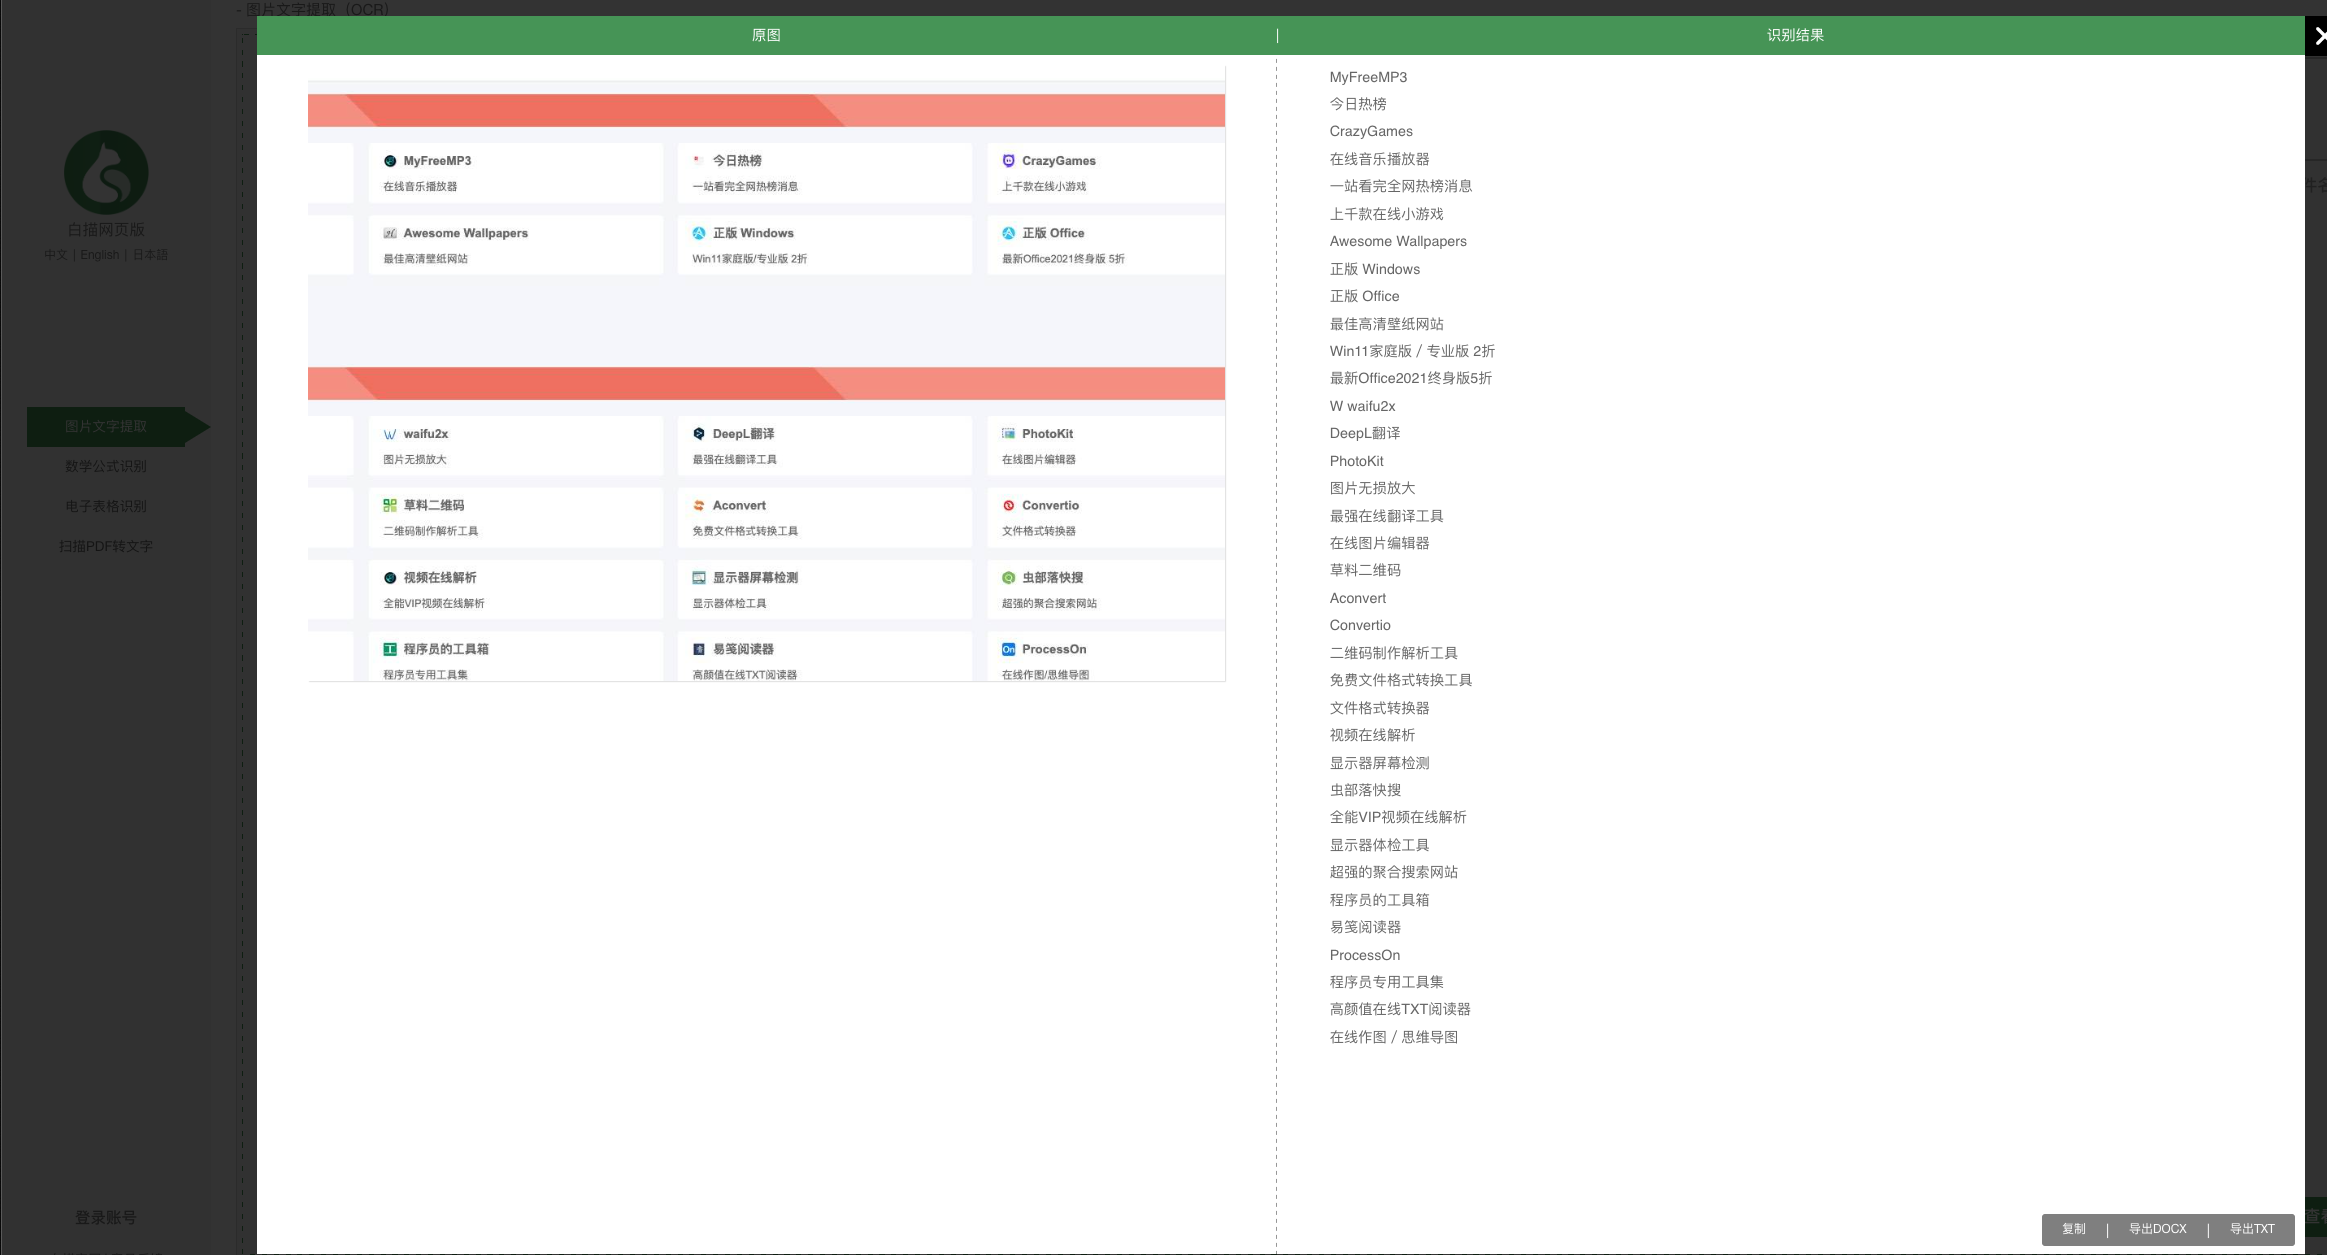 - 图片文字提取（OCR）
原图 | 识别结果
白描网页版
中文 | English | 日本語
图片文字提取
数学公式识别
电子表格识别
扫描PDF转文字
登录账号
MyFreeMP3
今日热榜
CrazyGames
在线音乐播放器
一站看完全网热榜消息
上千款在线小游戏
Awesome Wallpapers
正版 Windows
正版 Office
最佳高清壁纸网站
Win11家庭版/专业版 2折
最新Office2021终身版 5折
waifu2x
DeepL翻译
PhotoKit
图片无损放大
最强在线翻译工具
在线图片编辑器
草料二维码
Aconvert
Convertio
二维码制作解析工具
免费文件格式转换工具
文件格式转换器
视频在线解析
显示器屏幕检测
虫部落快搜
全能VIP视频在线解析
显示器体检工具
超强的聚合搜索网站
程序员的工具箱
易笺阅读器
ProcessOn
程序员专用工具集
高颜值在线TXT阅读器
在线作图/思维导图
MyFreeMP3
今日热榜
CrazyGames
在线音乐播放器
一站看完全网热榜消息
上千款在线小游戏
Awesome Wallpapers
正版 Windows
正版 Office
最佳高清壁纸网站
Win11家庭版 / 专业版 2折
最新Office2021终身版5折
W waifu2x
DeepL翻译
PhotoKit
图片无损放大
最强在线翻译工具
在线图片编辑器
草料二维码
Aconvert
Convertio
二维码制作解析工具
免费文件格式转换工具
文件格式转换器
视频在线解析
显示器屏幕检测
虫部落快搜
全能VIP视频在线解析
显示器体检工具
超强的聚合搜索网站
程序员的工具箱
易笺阅读器
ProcessOn
程序员专用工具集
高颜值在线TXT阅读器
在线作图 / 思维导图
件名
查看
复制 | 导出DOCX | 导出TXT